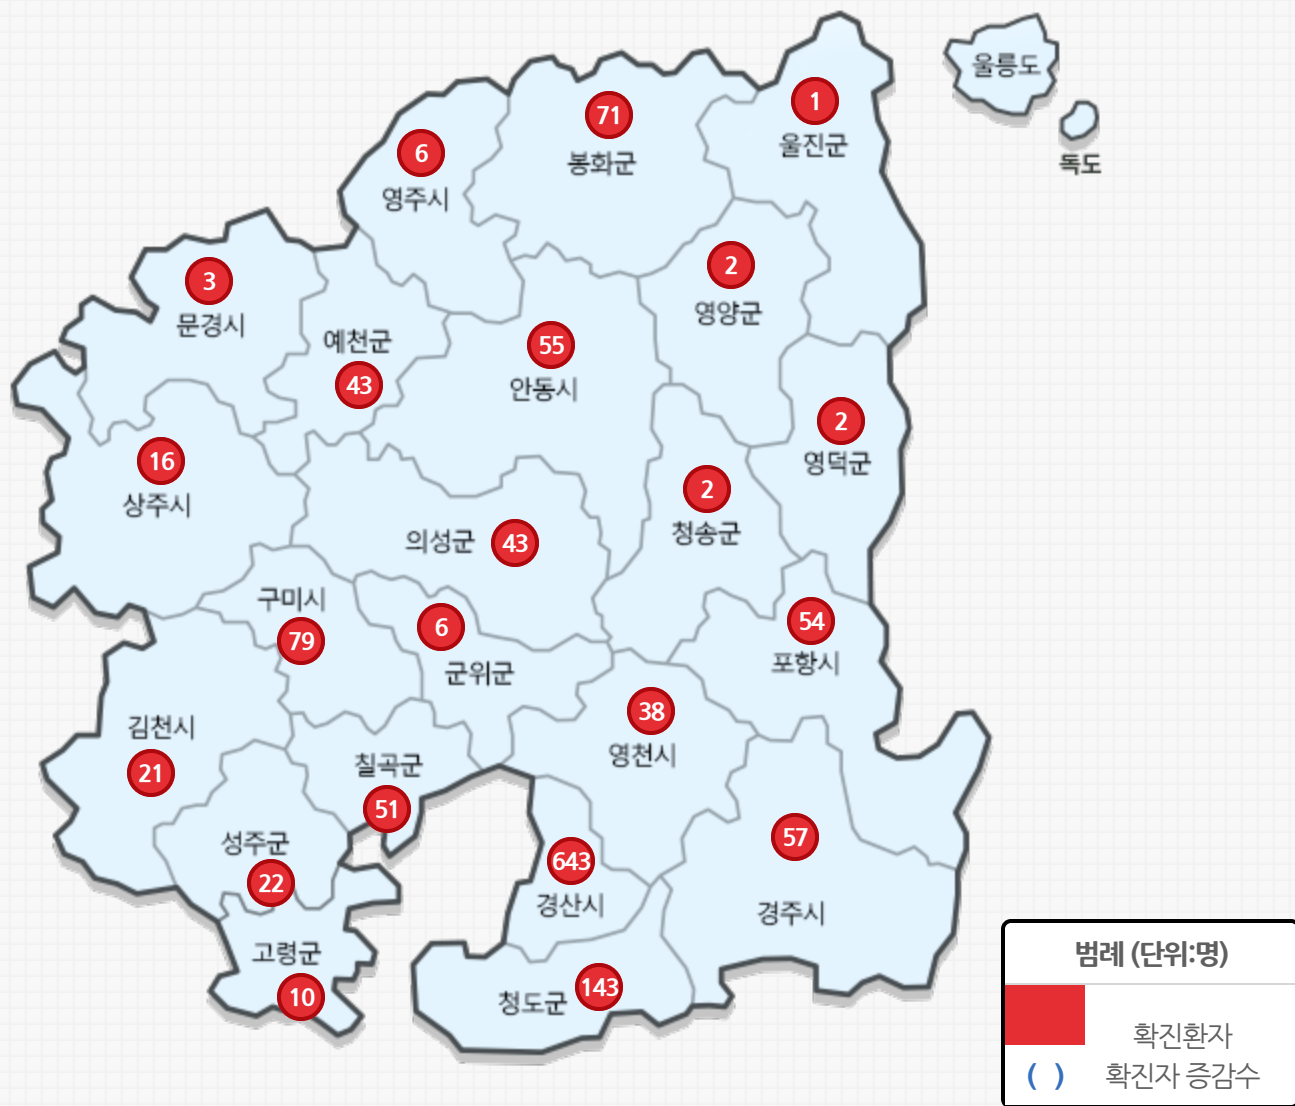 울릉도
독도
1
울진군
71
봉화군
6
영주시
3
문경시
2
영양군
예천군
43
55
안동시
2
영덕군
16
상주시
2
청송군
의성군
43
구미시
79
6
군위군
54
포항시
38
영천시
김천시
21
칠곡군
51
57
경주시
성주군
22
643
경산시
고령군
10
청도군
143
범례 (단위:명)
확진환자
( ) 확진자 증감수